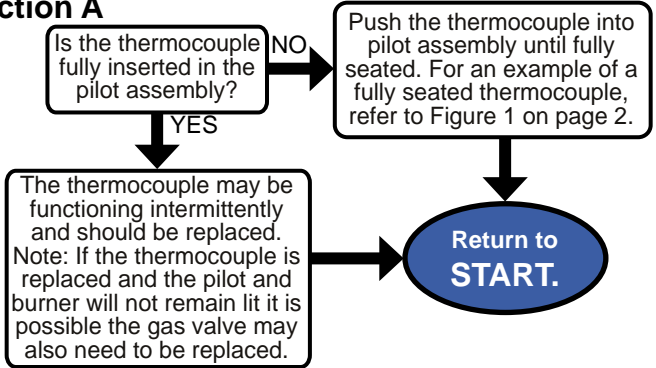 ction A
Is the thermocouple
fully inserted in the
pilot assembly?
NO
Push the thermocouple into
pilot assembly until fully
seated. For an example of a
fully seated thermocouple,
refer to Figure 1 on page 2.
YES
The thermocouple may be
functioning intermittently
and should be replaced.
Note: If the thermocouple is
replaced and the pilot and
burner will not remain lit it is
possible the gas valve may
also need to be replaced.
Return to
START.